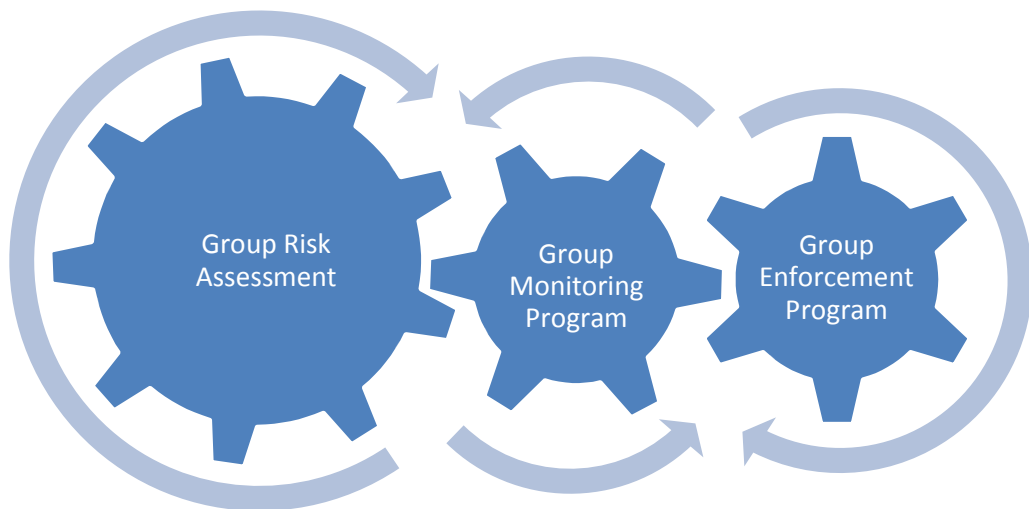 Group Risk
Assessment
Group
Monitoring
Program
Group
Enforcement
Program